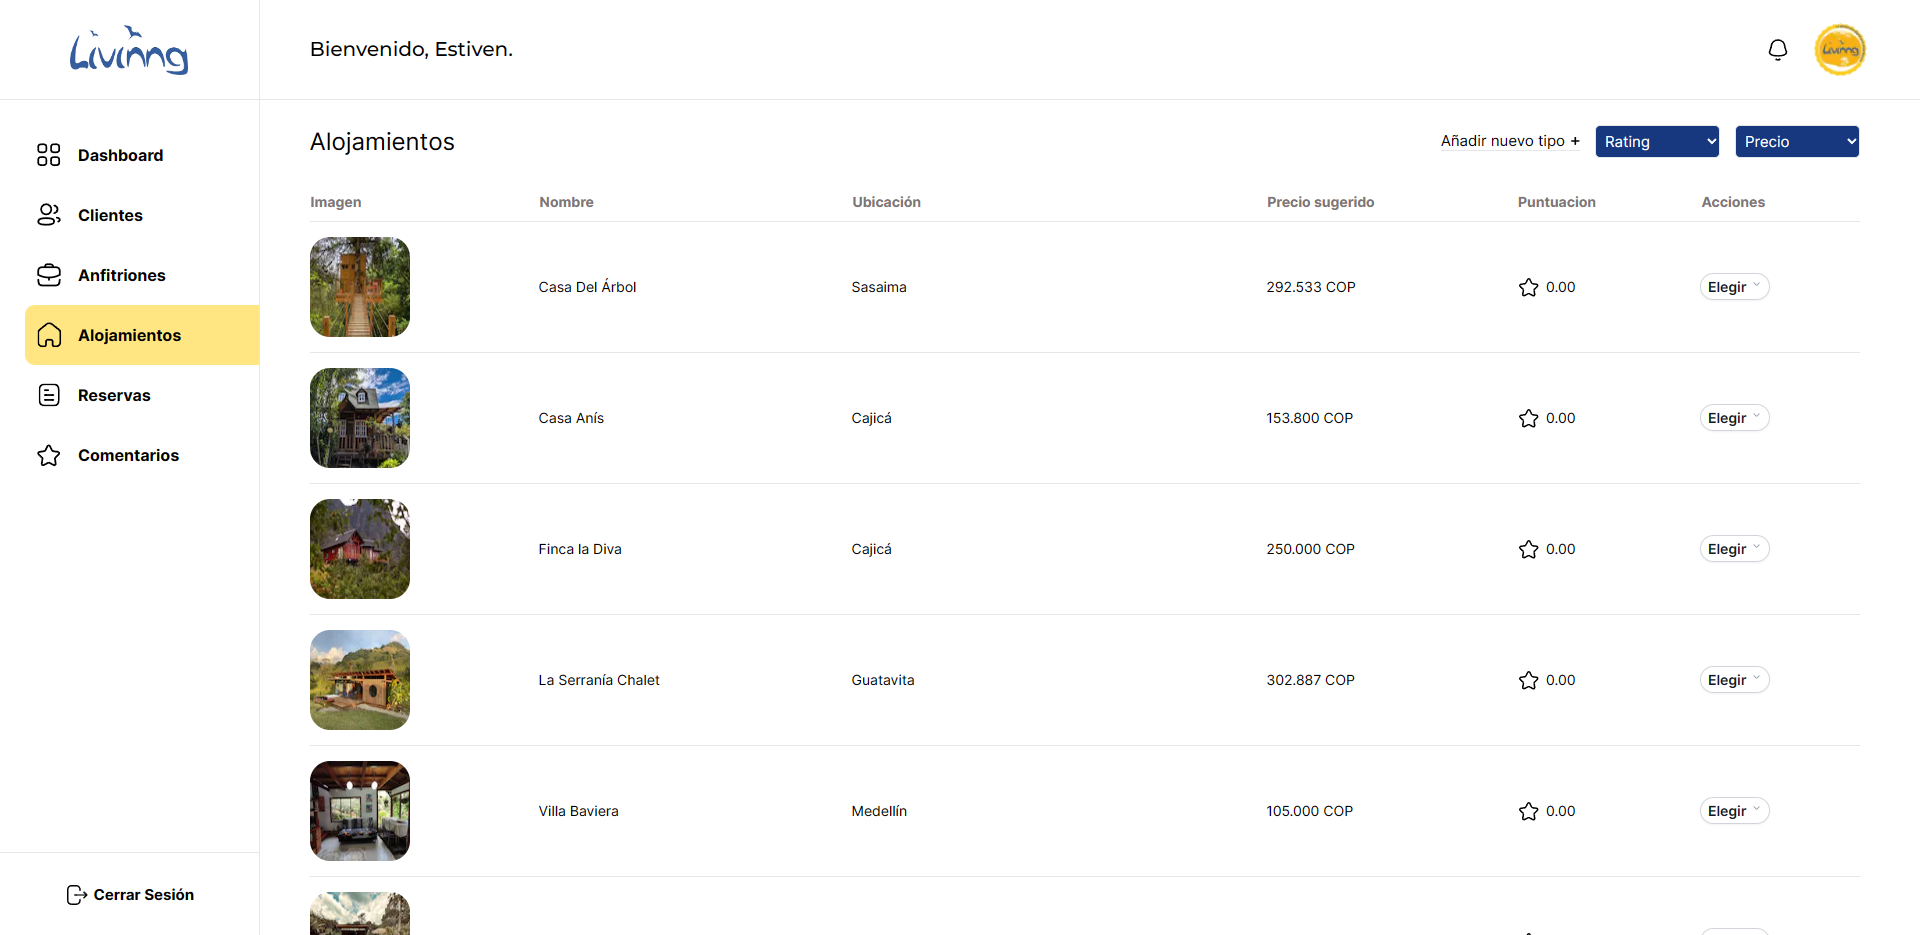 Livinng
Bienvenido, Estiven.
Livinng
Dashboard
Clientes
Anfitriones
Alojamientos
Reservas
Comentarios
Cerrar Sesión
Alojamientos
Añadir nuevo tipo +
Rating
Precio
Imagen Nombre Ubicación Precio sugerido Puntuacion Acciones
Casa Del Árbol Sasaima 292.533 COP 0.00 Elegir
Casa Anís Cajicá 153.800 COP 0.00 Elegir
Finca la Diva Cajicá 250.000 COP 0.00 Elegir
La Serranía Chalet Guatavita 302.887 COP 0.00 Elegir
Villa Baviera Medellín 105.000 COP 0.00 Elegir